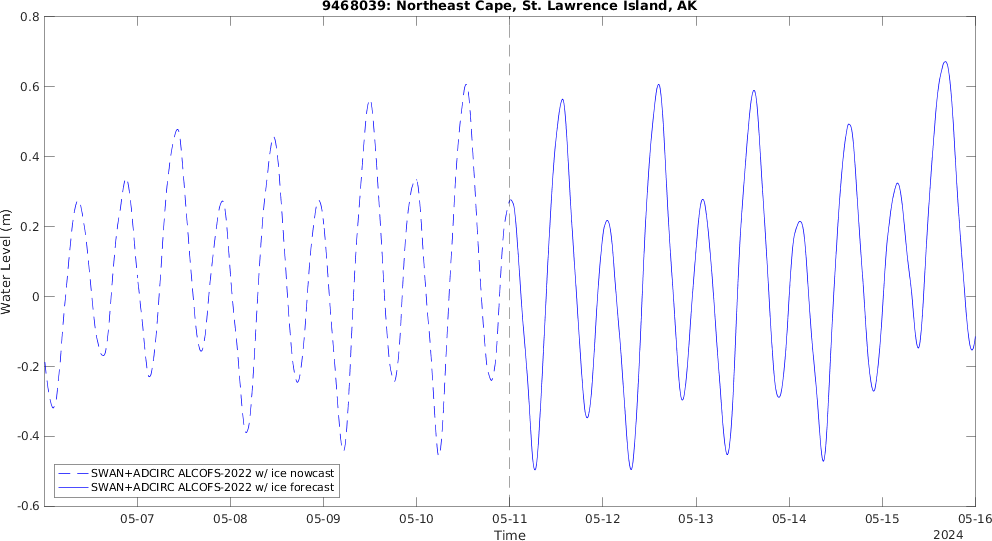 9468039: Northeast Cape, St. Lawrence Island, AK
Water Level (m)
0.8
0.6
0.4
0.2
0
-0.2
-0.4
-0.6
SWAN+ADCIRC ALCOFS-2022 w/ ice nowcast
SWAN+ADCIRC ALCOFS-2022 w/ ice forecast
05-07 05-08 05-09 05-10 05-11 05-12 05-13 05-14 05-15 05-16
Time
2024